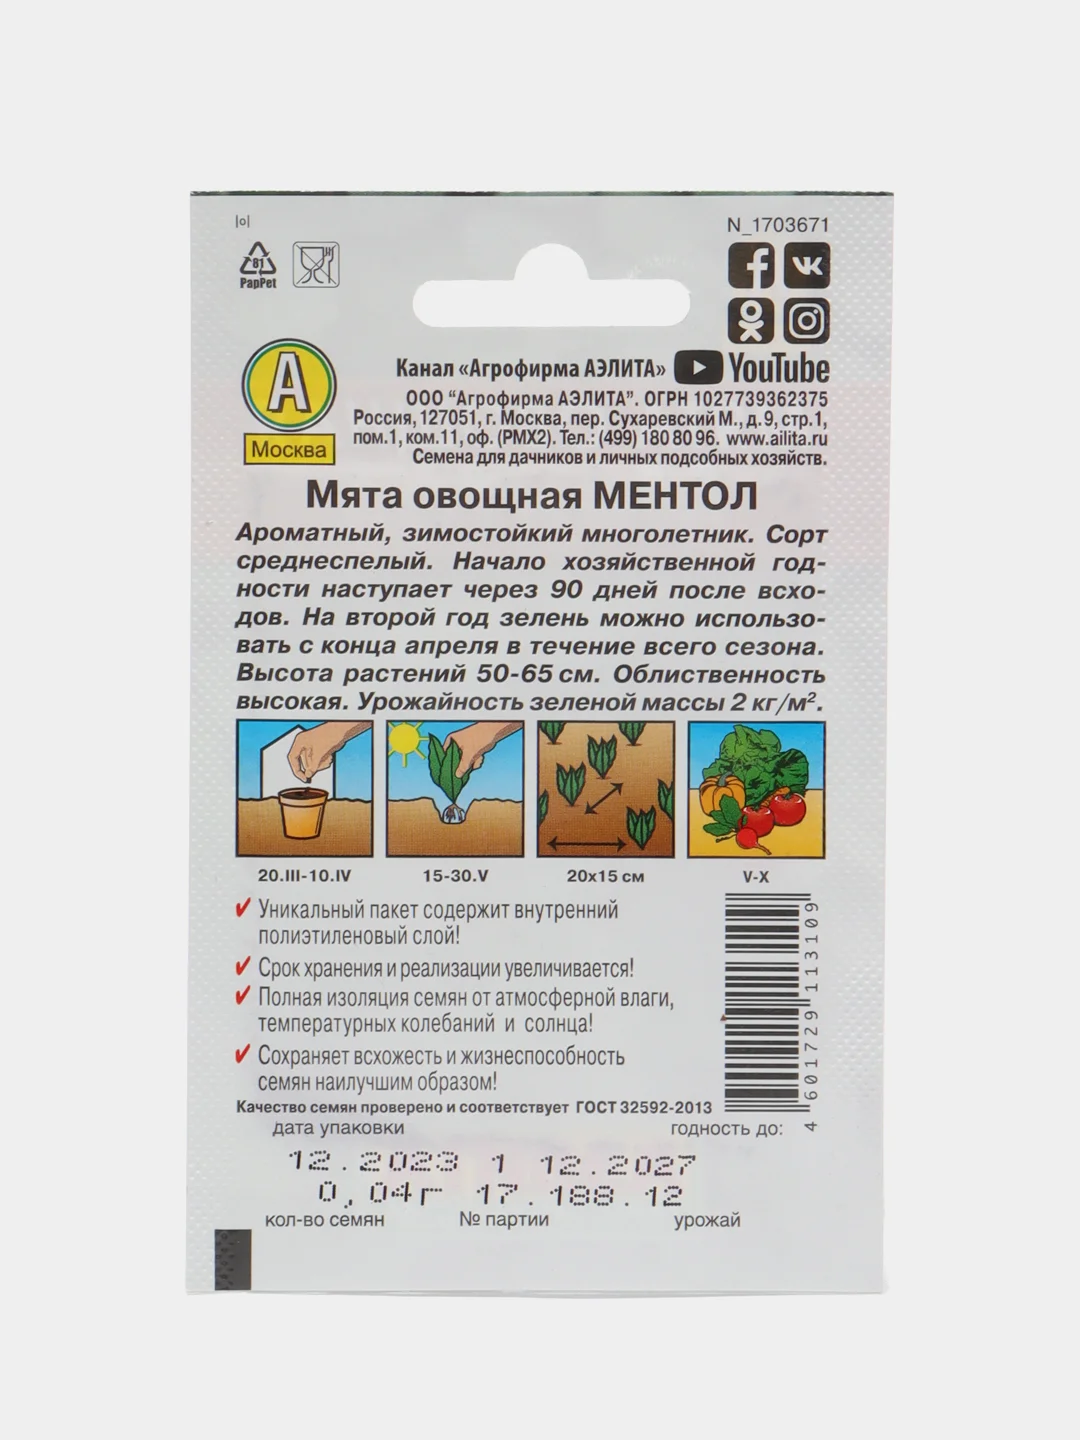 |o|
N_1703671
81
PapPet
А
Москва
Канал «Агрофирма АЭЛИТА» YouTube
ООО “Агрофирма АЭЛИТА”. ОГРН 1027739362375
Россия, 127051, г. Москва, пер. Сухаревский М., д.9, стр.1,
пом.1, ком.11, оф. (РМХ2). Тел.: (499) 180 80 96. www.ailita.ru
Семена для дачников и личных подсобных хозяйств.
Мята овощная МЕНТОЛ
Ароматный, зимостойкий многолетник. Сорт
среднеспелый. Начало хозяйственной год-
ности наступает через 90 дней после всхо-
дов. На второй год зелень можно использо-
вать с конца апреля в течение всего сезона.
Высота растений 50-65 см. Облиственность
высокая. Урожайность зеленой массы 2 кг/м².
20.III-10.IV 15-30.V 20х15 см V-X
Уникальный пакет содержит внутренний
полиэтиленовый слой!
Срок хранения и реализации увеличивается!
Полная изоляция семян от атмосферной влаги,
температурных колебаний и солнца!
Сохраняет всхожесть и жизнеспособность
семян наилучшим образом!
4 601729 113109
Качество семян проверено и соответствует ГОСТ 32592-2013
дата упаковки годность до:
12.2023 1 12.2027
0,04г 17.188.12
кол-во семян № партии урожай